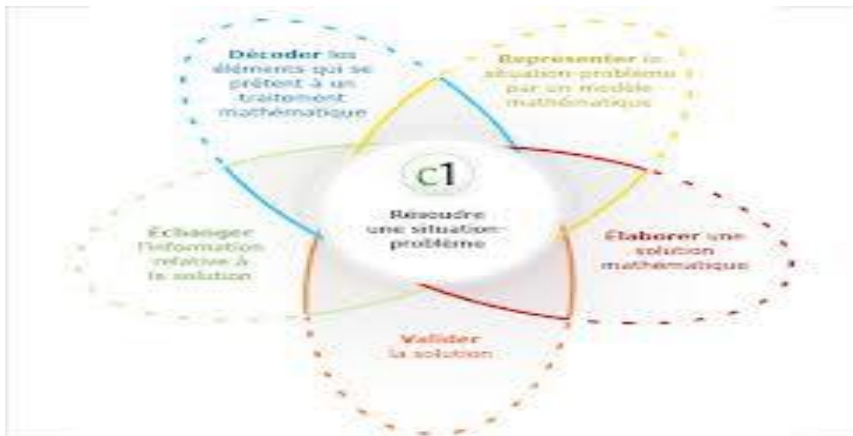 Décoder les
éléments qui se
prêtent à un
traitement
mathématique
Représenter la
situation-problème
par un modèle
mathématique
c1
Résoudre
une situation-
problème
Échanger
l'information
relative à
la solution
Élaborer une
solution
mathématique
Valider
la solution